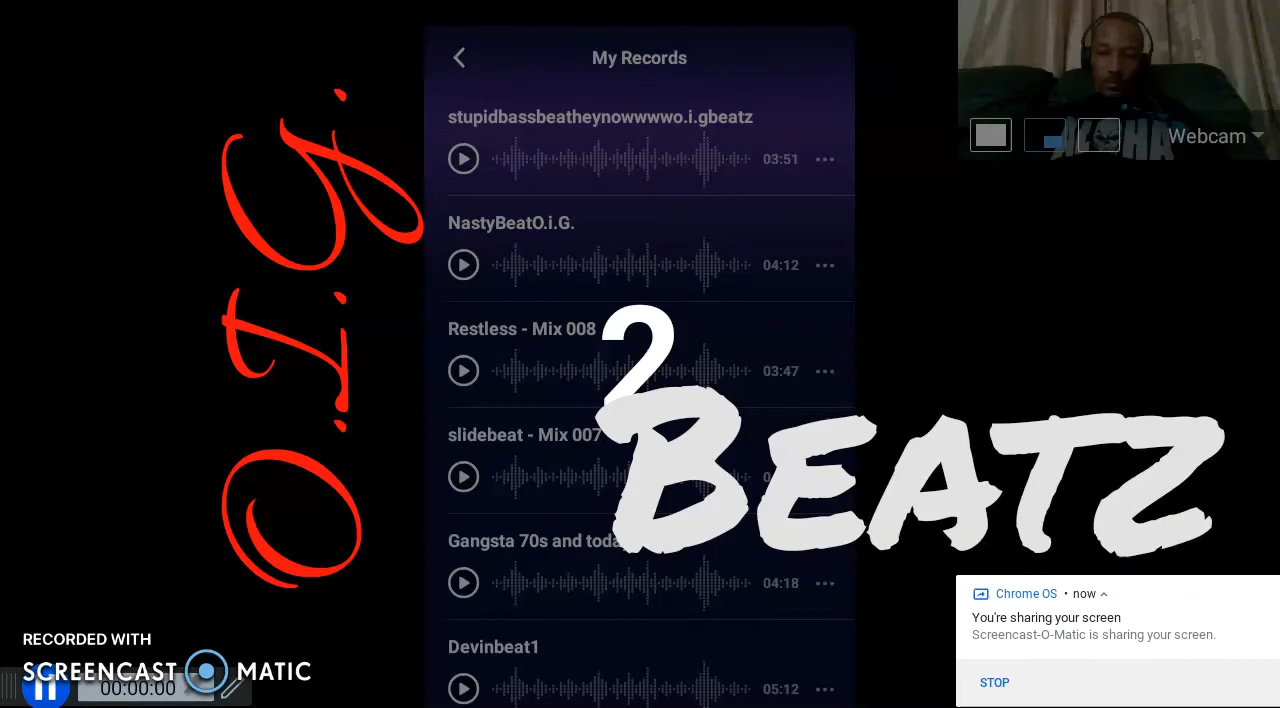 My Records
stupidbassbeatheynowwwwo.i.gbeatz
03:51
NastyBeatO.i.G.
04:12
Restless - Mix 008
03:47
slidebeat - Mix 007
Gangsta 70s and
04:18
Devinbeat1
05:12
O.I.G.
2
BEATZ
Webcam
ALOHA
Chrome OS • now
You're sharing your screen
Screencast-O-Matic is sharing your screen.
STOP
RECORDED WITH
SCREENCAST MATIC
00:00:00